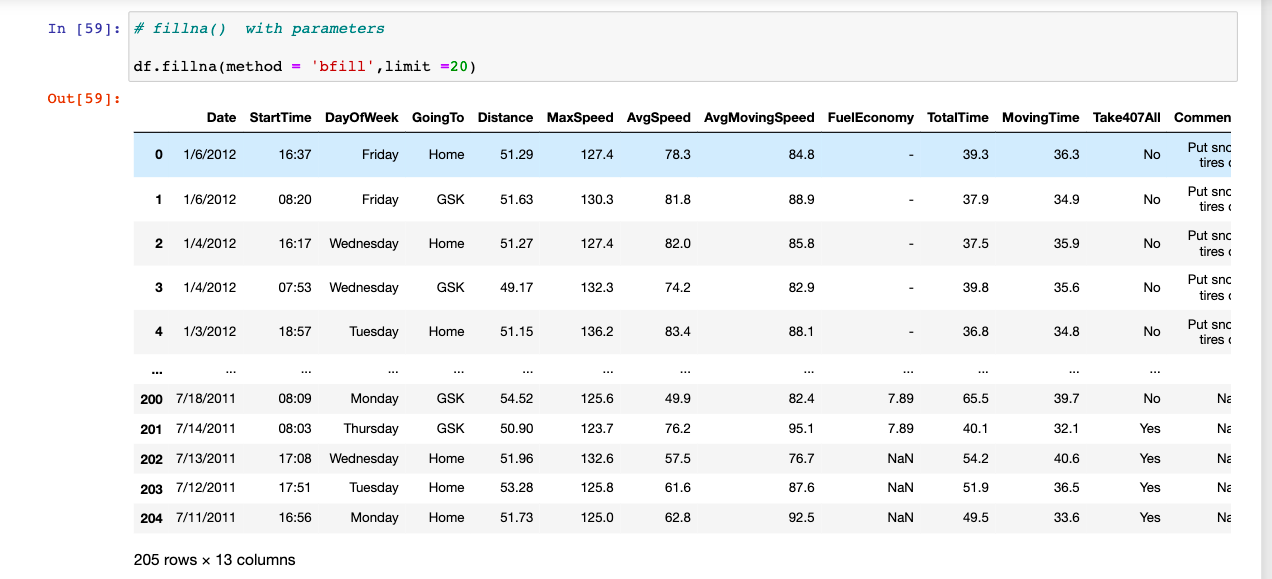 In [59]: # fillna()  with parameters
df.fillna(method = 'bfill',limit =20)
Out[59]:
Date StartTime DayOfWeek GoingTo Distance MaxSpeed AvgSpeed AvgMovingSpeed FuelEconomy TotalTime MovingTime Take407All Commen
0 1/6/2012 16:37 Friday Home 51.29 127.4 78.3 84.8 - 39.3 36.3 No Put sno
tires
1 1/6/2012 08:20 Friday GSK 51.63 130.3 81.8 88.9 - 37.9 34.9 No Put sno
tires
2 1/4/2012 16:17 Wednesday Home 51.27 127.4 82.0 85.8 - 37.5 35.9 No Put sno
tires
3 1/4/2012 07:53 Wednesday GSK 49.17 132.3 74.2 82.9 - 39.8 35.6 No Put sno
tires
4 1/3/2012 18:57 Tuesday Home 51.15 136.2 83.4 88.1 - 36.8 34.8 No Put sno
tires
... ... ... ... ... ... ... ... ... ... ... ... ...
200 7/18/2011 08:09 Monday GSK 54.52 125.6 49.9 82.4 7.89 65.5 39.7 No Na
201 7/14/2011 08:03 Thursday GSK 50.90 123.7 76.2 95.1 7.89 40.1 32.1 Yes Na
202 7/13/2011 17:08 Wednesday Home 51.96 132.6 57.5 76.7 NaN 54.2 40.6 Yes Na
203 7/12/2011 17:51 Tuesday Home 53.28 125.8 61.6 87.6 NaN 51.9 36.5 Yes Na
204 7/11/2011 16:56 Monday Home 51.73 125.0 62.8 92.5 NaN 49.5 33.6 Yes Na
205 rows × 13 columns